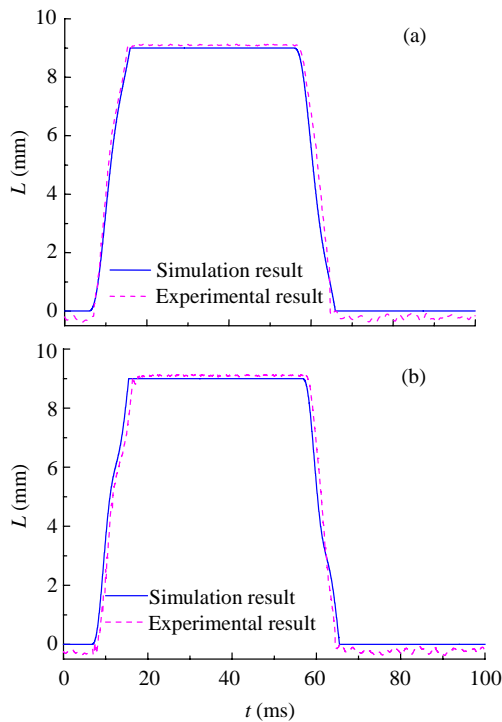 (a)
10
8
6
4
2
0
L (mm)
Simulation result
Experimental result
(b)
10
8
6
4
2
0
L (mm)
Simulation result
Experimental result
0 20 40 60 80 100
t (ms)